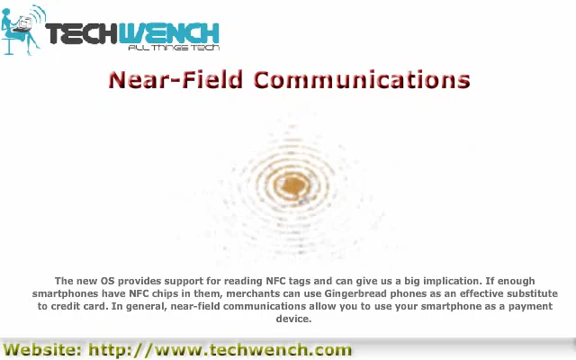 TECHWENCH
ALL THINGS TECH
Near-Field Communications
The new OS provides support for reading NFC tags and can give us a big implication. If enough
smartphones have NFC chips in them, merchants can use Gingerbread phones as an effective substitute
to credit card. In general, near-field communications allow you to use your smartphone as a payment
device.
Website: http://www.techwench.com